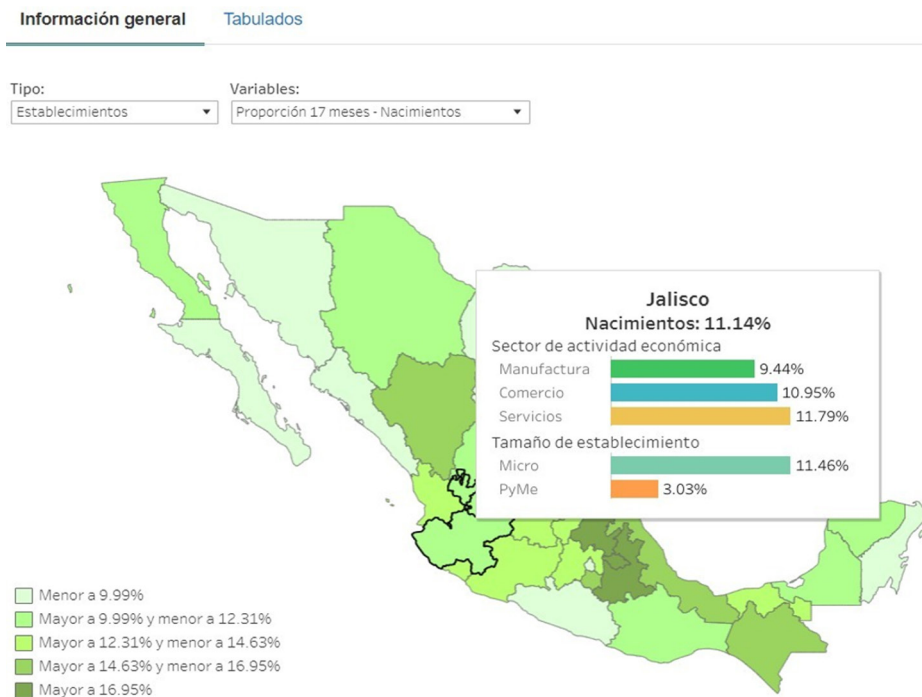 Información general
Tabulados
Tipo:
Variables:
Establecimientos
Proporción 17 meses - Nacimientos
Jalisco
Nacimientos: 11.14%
Sector de actividad económica
Manufactura 9.44%
Comercio 10.95%
Servicios 11.79%
Tamaño de establecimiento
Micro 11.46%
PyMe 3.03%
Menor a 9.99%
Mayor a 9.99% y menor a 12.31%
Mayor a 12.31% y menor a 14.63%
Mayor a 14.63% y menor a 16.95%
Mayor a 16.95%